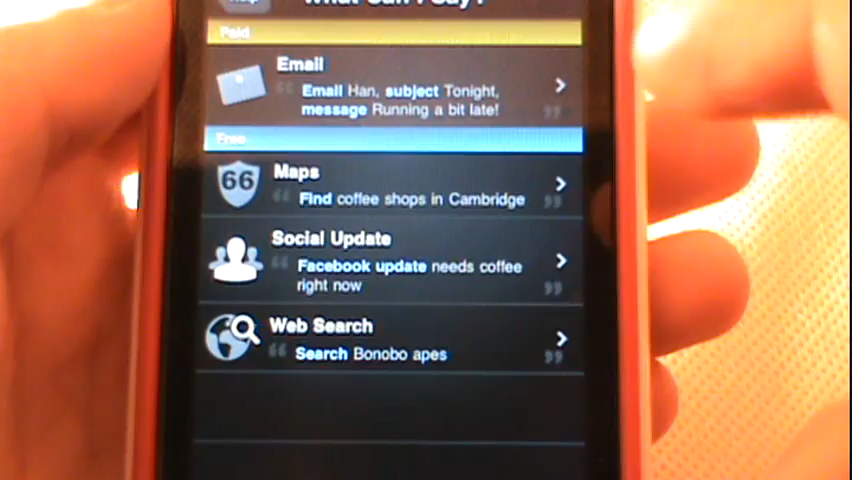 Help
What Can I Say?
Paid
Email
“ Email Han, subject Tonight,
message Running a bit late! ”
Free
66
Maps
“ Find coffee shops in Cambridge ”
Social Update
“ Facebook update needs coffee
right now ”
Web Search
“ Search Bonobo apes ”